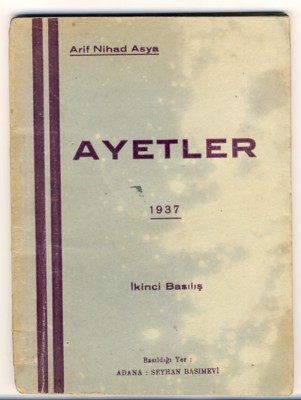 Arif Nihad Asya
AYETLER
1937
İkinci Basılış
Basıldığı Yer :
ADANA : SEYHAN BASIMEVİ